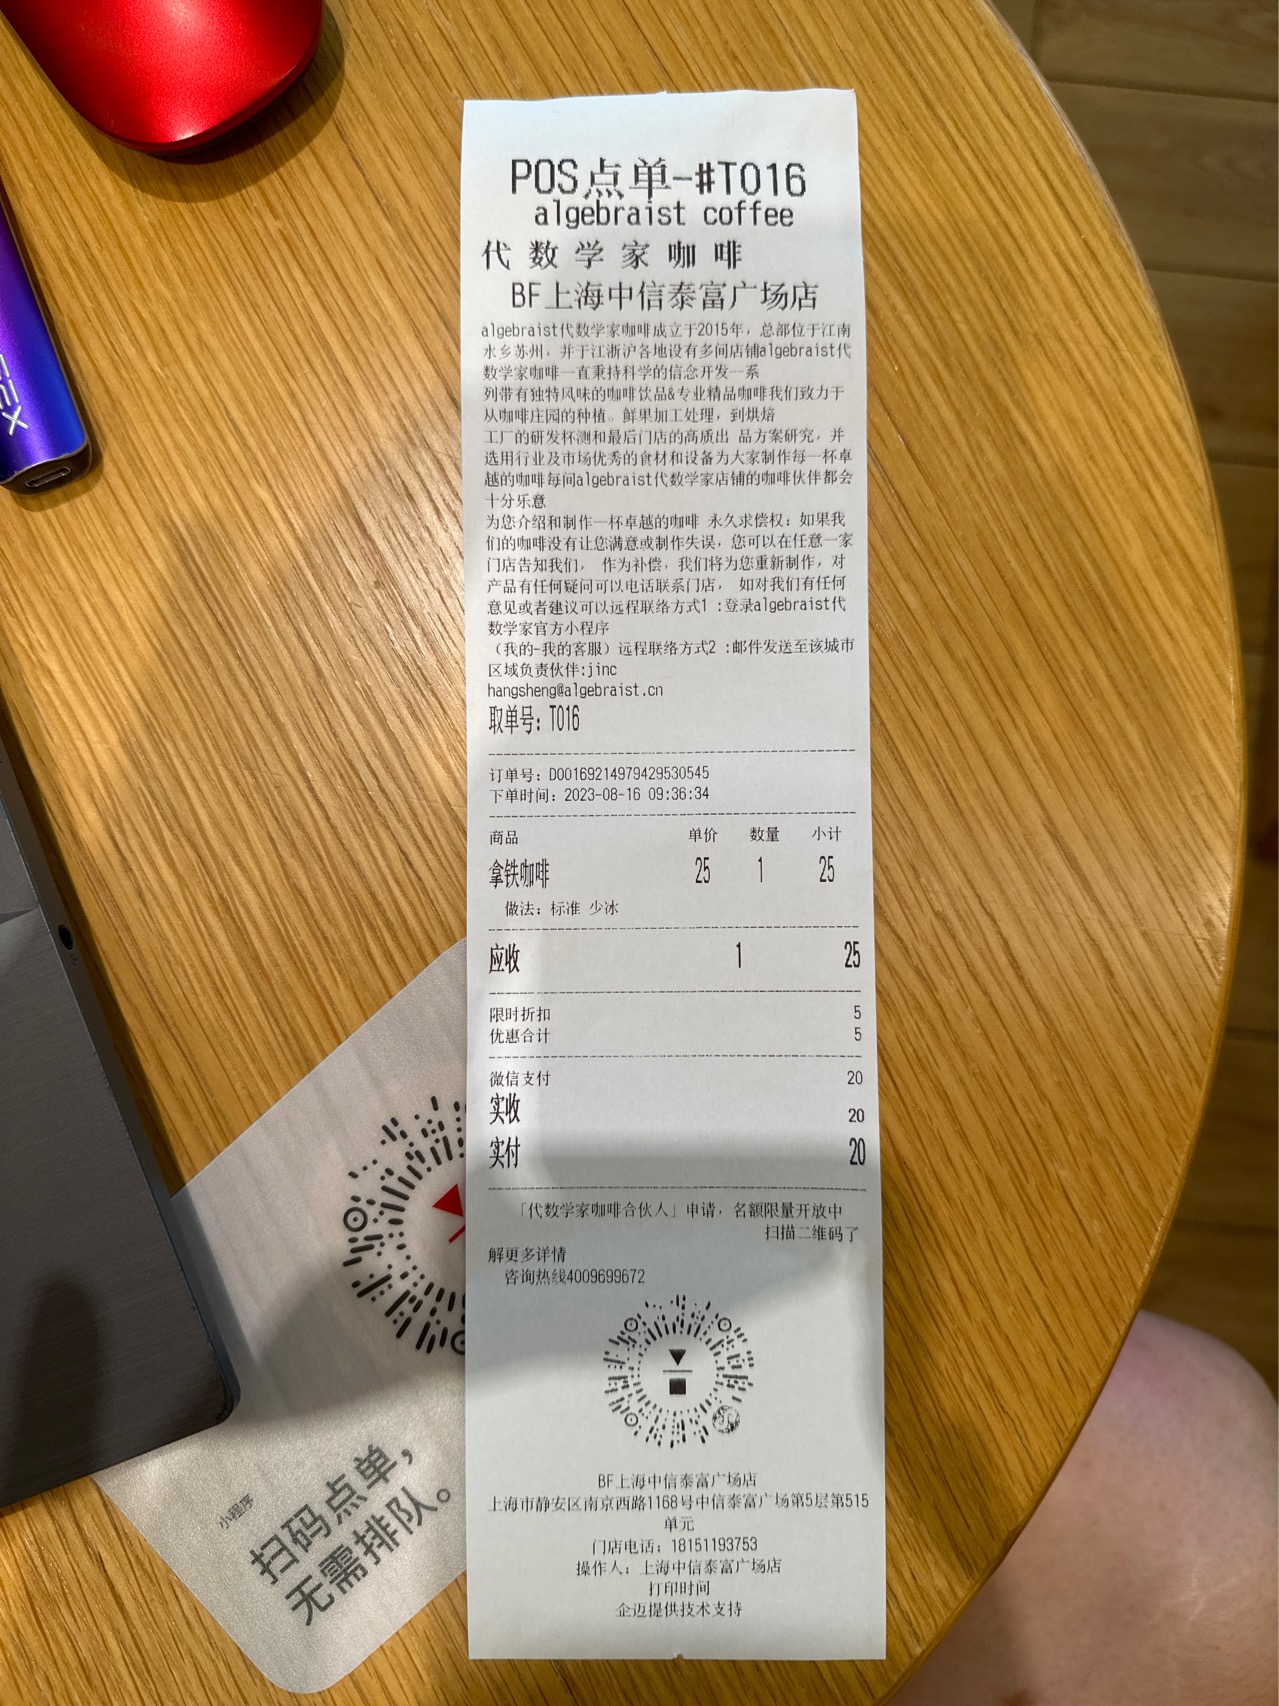 POS点单-#T016
algebraist coffee
代数学家咖啡
BF上海中信泰富广场店
algebraist代数学家咖啡成立于2015年，总部位于江南
水乡苏州，并于江浙沪各地设有多间店铺algebraist代
数学家咖啡一直秉持科学的信念开发一系
列带有独特风味的咖啡饮品&专业精品咖啡我们致力于
从咖啡庄园的种植。鲜果加工处理，到烘焙
工厂的研发杯测和最后门店的高质出 品方案研究，并
选用行业及市场优秀的食材和设备为大家制作每一杯卓
越的咖啡每间algebraist代数学家店铺的咖啡伙伴都会
十分乐意
为您介绍和制作一杯卓越的咖啡 永久求偿权：如果我
们的咖啡没有让您满意或制作失误，您可以在任意一家
门店告知我们， 作为补偿，我们将为您重新制作，对
产品有任何疑问可以电话联系门店， 如对我们有任何
意见或者建议可以远程联络方式1 :登录algebraist代
数学家官方小程序
（我的-我的客服）远程联络方式2 :邮件发送至该城市
区域负责伙伴:jinc
hangsheng@algebraist.cn
取单号：T016
订单号：D00169214979429530545
下单时间：2023-08-16 09:36:34
商品 单价 数量 小计
拿铁咖啡 25 1 25
做法：标准 少冰
应收 1 25
限时折扣 5
优惠合计 5
微信支付 20
实收 20
实付 20
「代数学家咖啡合伙人」申请，名额限量开放中
扫描二维码了
解更多详情
咨询热线4009699672
BF上海中信泰富广场店
上海市静安区南京西路1168号中信泰富广场第5层第515
单元
门店电话：18151193753
操作人：上海中信泰富广场店
打印时间
企迈提供技术支持
小程序
扫码点单，
无需排队。